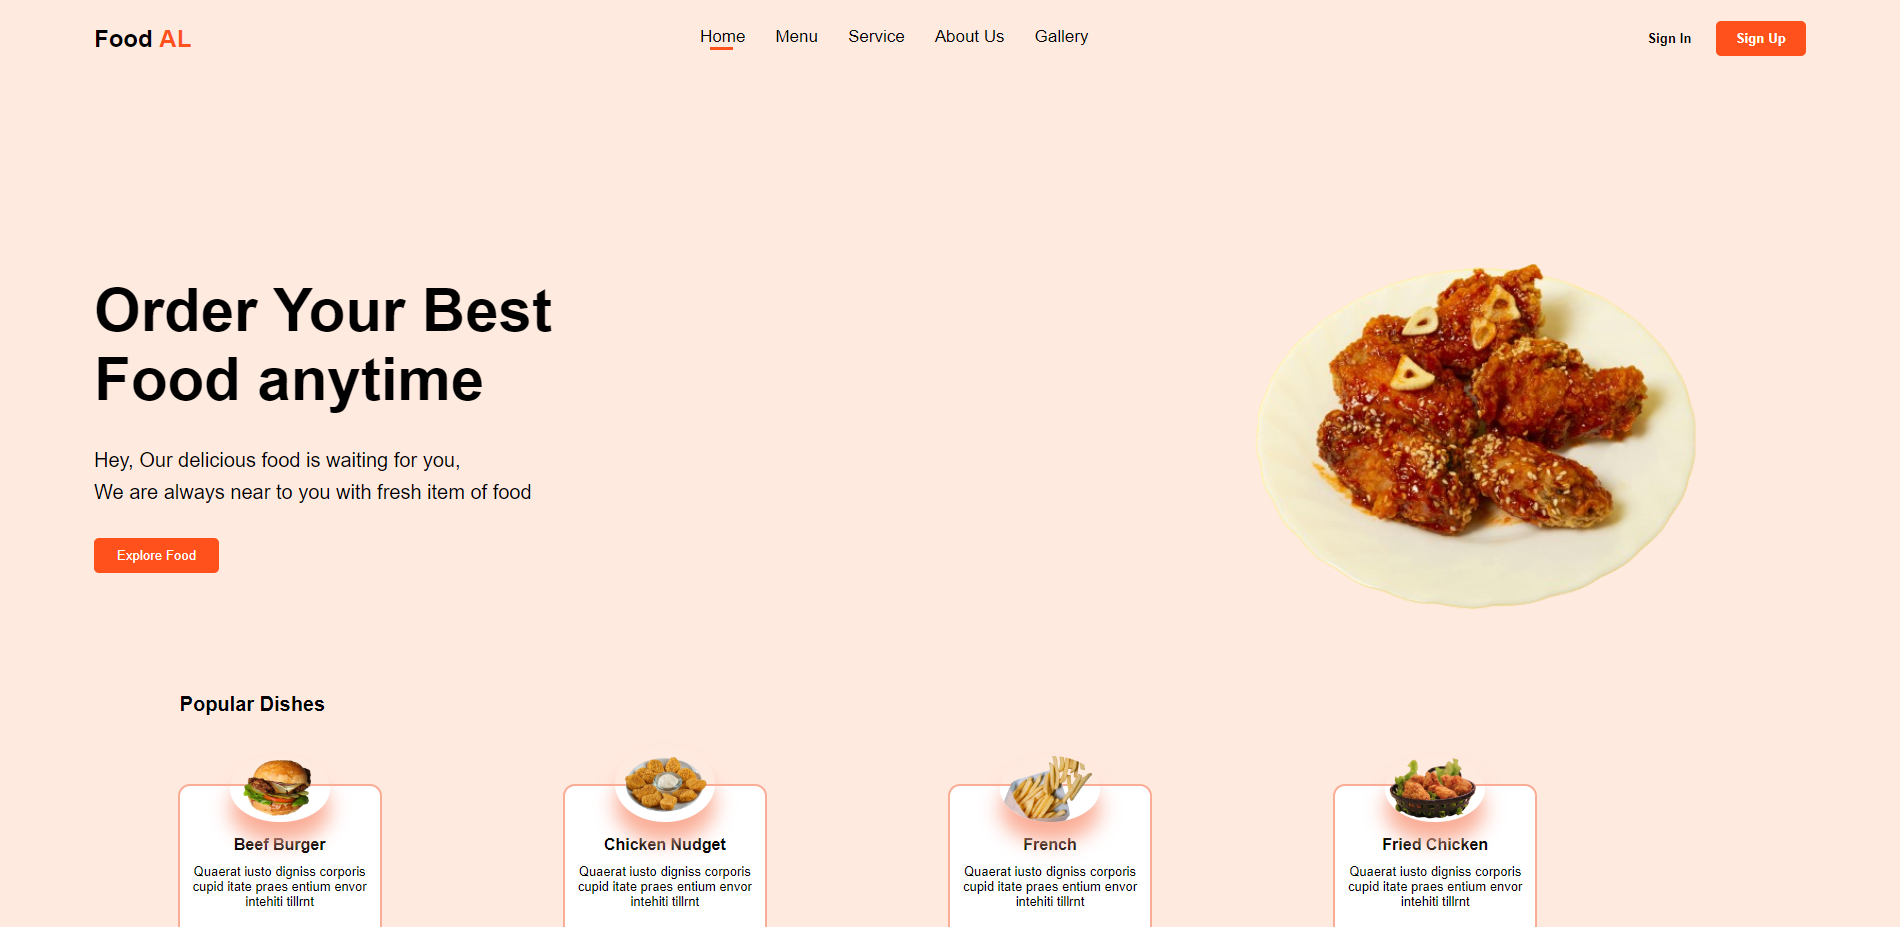 Food AL
Home Menu Service About Us Gallery
Sign In Sign Up
Order Your Best
Food anytime
Hey, Our delicious food is waiting for you,
We are always near to you with fresh item of food
Explore Food
Popular Dishes
Beef Burger
Quaerat iusto digniss corporis
cupid itate praes entium envor
intehiti tillrnt
Chicken Nudget
Quaerat iusto digniss corporis
cupid itate praes entium envor
intehiti tillrnt
French
Quaerat iusto digniss corporis
cupid itate praes entium envor
intehiti tillrnt
Fried Chicken
Quaerat iusto digniss corporis
cupid itate praes entium envor
intehiti tillrnt